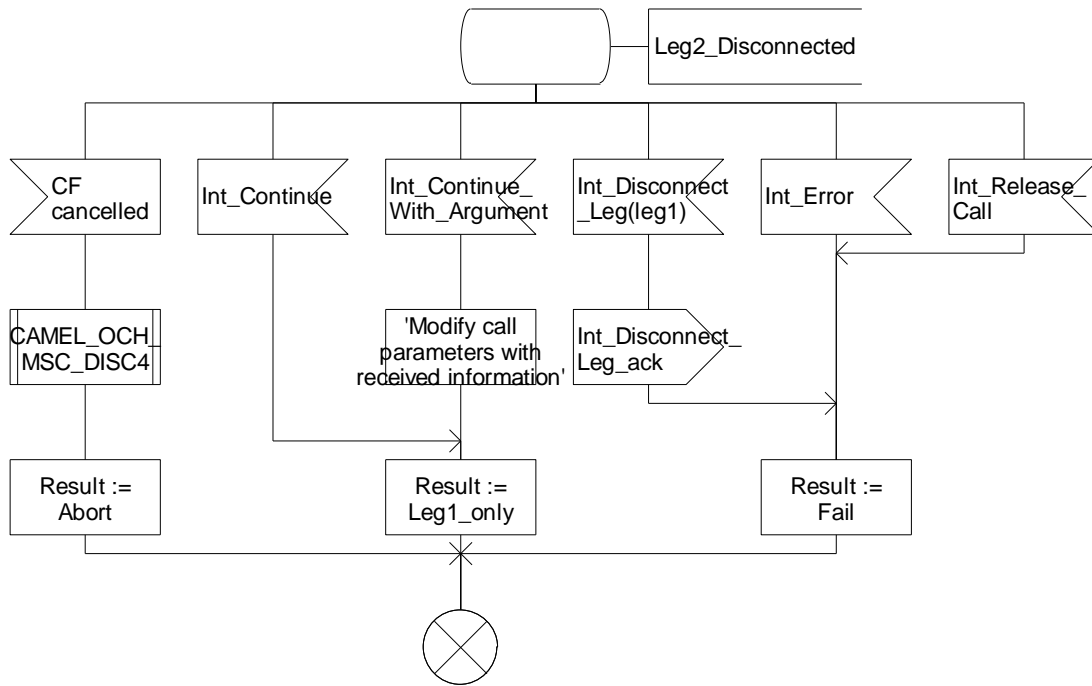 Leg2_Disconnected
CF
cancelled
Int_Continue
Int_Continue_
With_Argument
Int_Disconnect
_Leg(leg1)
Int_Error
Int_Release_
Call
CAMEL_OCH_
MSC_DISC4
'Modify call
parameters with
received information'
Int_Disconnect_
Leg_ack
Result :=
Abort
Result :=
Leg1_only
Result :=
Fail